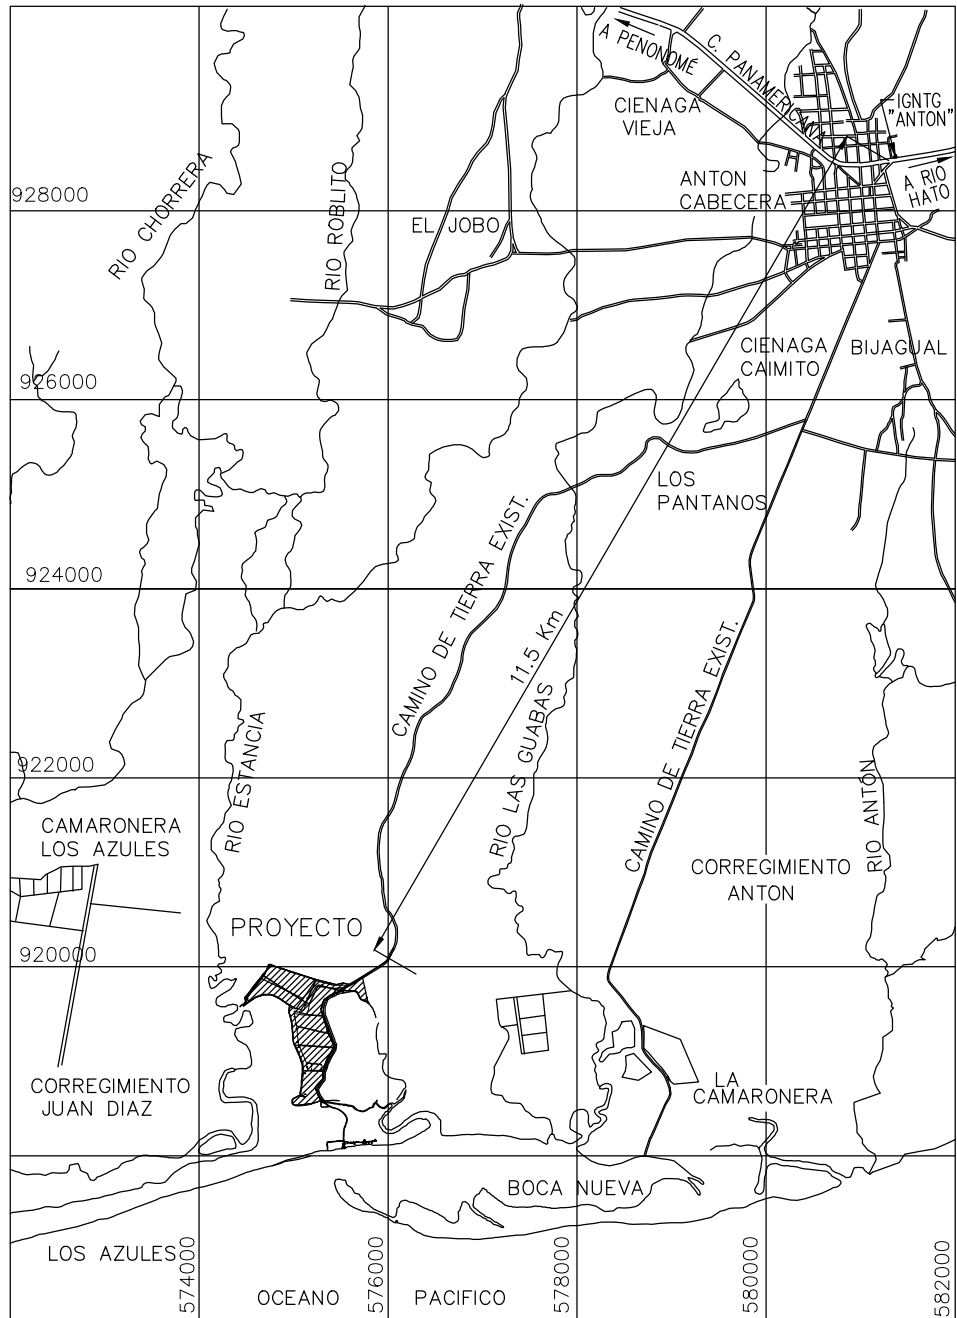 A PENONMÉ
C. PANAMERICANA
CIENAGA
VIEJA
IGNTG
"ANTON"
RIO CHORRERA
RIO ROBLITO
ANTON
CABECERA
A RIO
HATO
928000
EL JOBO
CIENAGA
CAIMITO
BIJAGUAL
926000
LOS
PANTANOS
CAMINO DE TIERRA EXIST.
924000
11.5 Km
CAMINO DE TIERRA EXIST.
RIO ESTANCIA
RIO LAS GUABAS
RIO ANTÓN
922000
CAMARONERA
LOS AZULES
CORREGIMIENTO
ANTON
PROYECTO
920000
CORREGIMIENTO
JUAN DIAZ
LA
CAMARONERA
BOCA NUEVA
LOS AZULES
574000
576000
578000
580000
582000
OCEANO PACIFICO